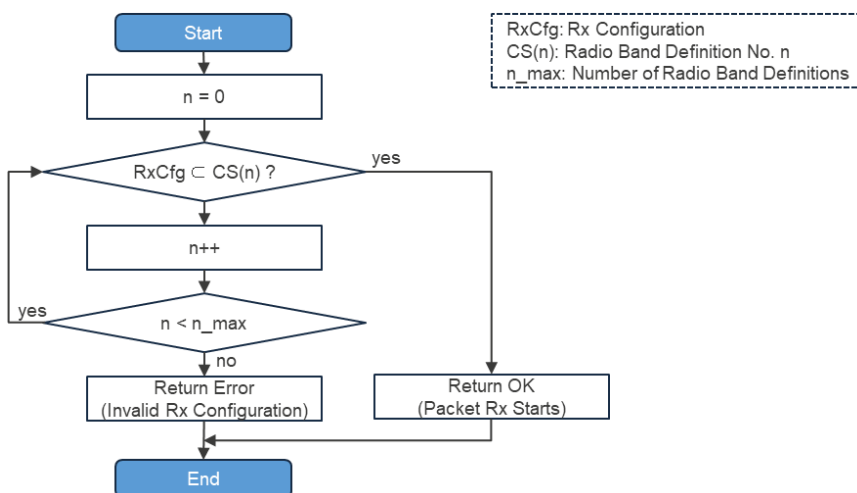 Start
RxCfg: Rx Configuration
CS(n): Radio Band Definition No. n
n_max: Number of Radio Band Definitions
n = 0
RxCfg ⊂ CS(n) ?
yes
n++
yes
n < n_max
no
Return Error
(Invalid Rx Configuration)
Return OK
(Packet Rx Starts)
End